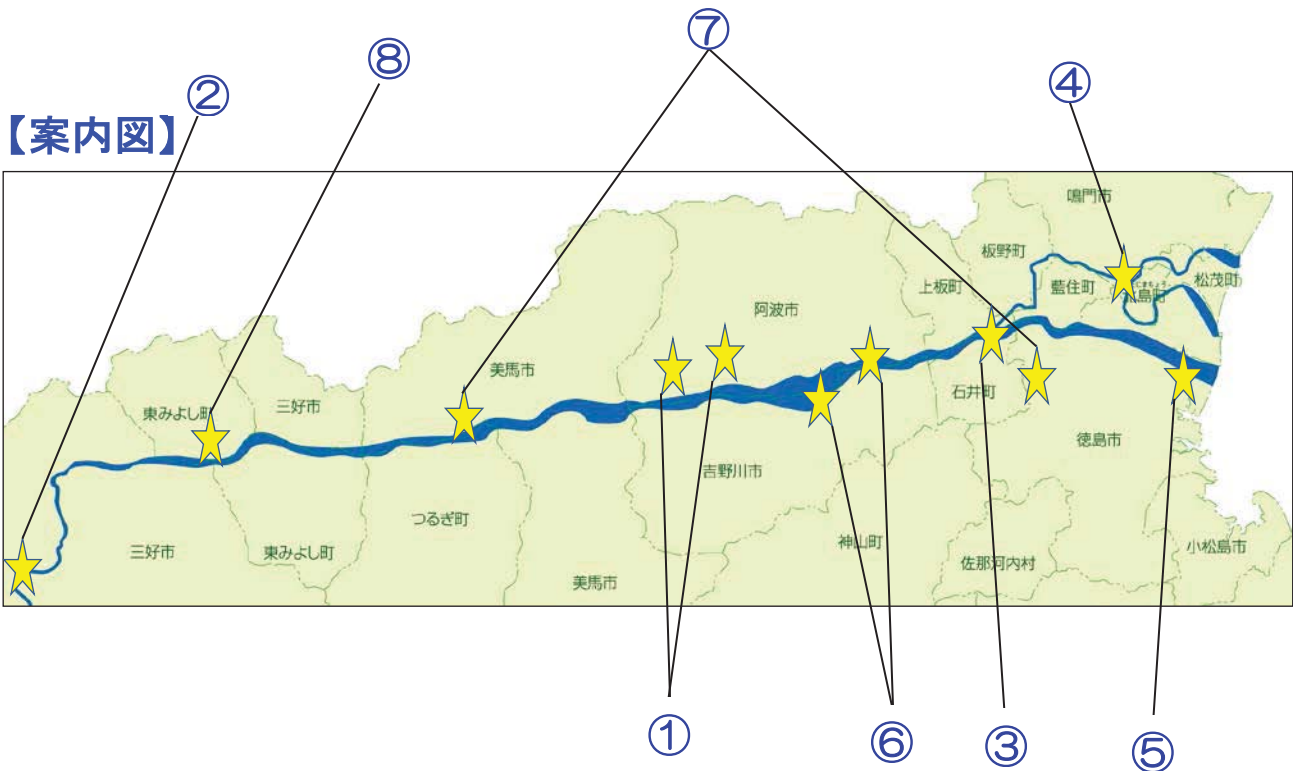 ⑦
⑧
④
②
【案内図】
鳴門市
板野町
上板町
藍住町
松茂町
阿波市
美馬市
三好市
東みよし町
石井町
徳島市
吉野川市
つるぎ町
三好市
東みよし町
神山町
佐那河内村
小松島市
美馬市
①
⑥
③
⑤